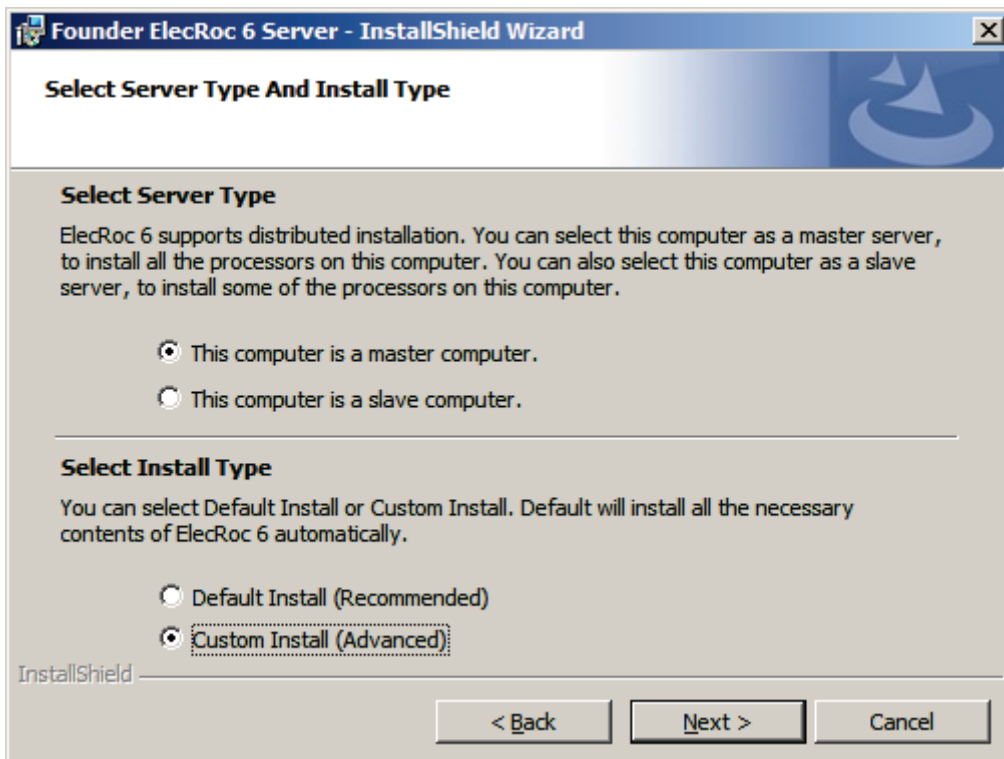 Founder ElecRoc 6 Server - InstallShield Wizard
Select Server Type And Install Type
Select Server Type
ElecRoc 6 supports distributed installation. You can select this computer as a master server,
to install all the processors on this computer. You can also select this computer as a slave
server, to install some of the processors on this computer.
This computer is a master computer.
This computer is a slave computer.
Select Install Type
You can select Default Install or Custom Install. Default will install all the necessary
contents of ElecRoc 6 automatically.
Default Install (Recommended)
Custom Install (Advanced)
InstallShield
< Back
Next >
Cancel